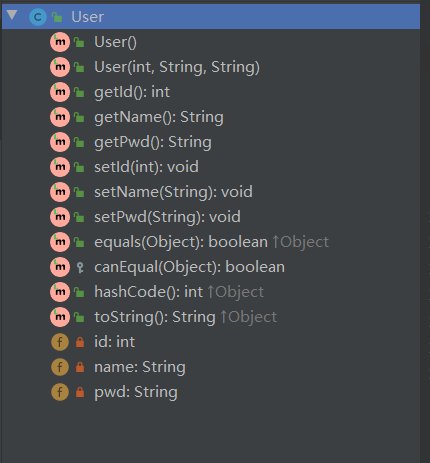 User
User()
User(int, String, String)
getId(): int
getName(): String
getPwd(): String
setId(int): void
setName(String): void
setPwd(String): void
equals(Object): boolean ↑Object
canEqual(Object): boolean
hashCode(): int ↑Object
toString(): String ↑Object
id: int
name: String
pwd: String